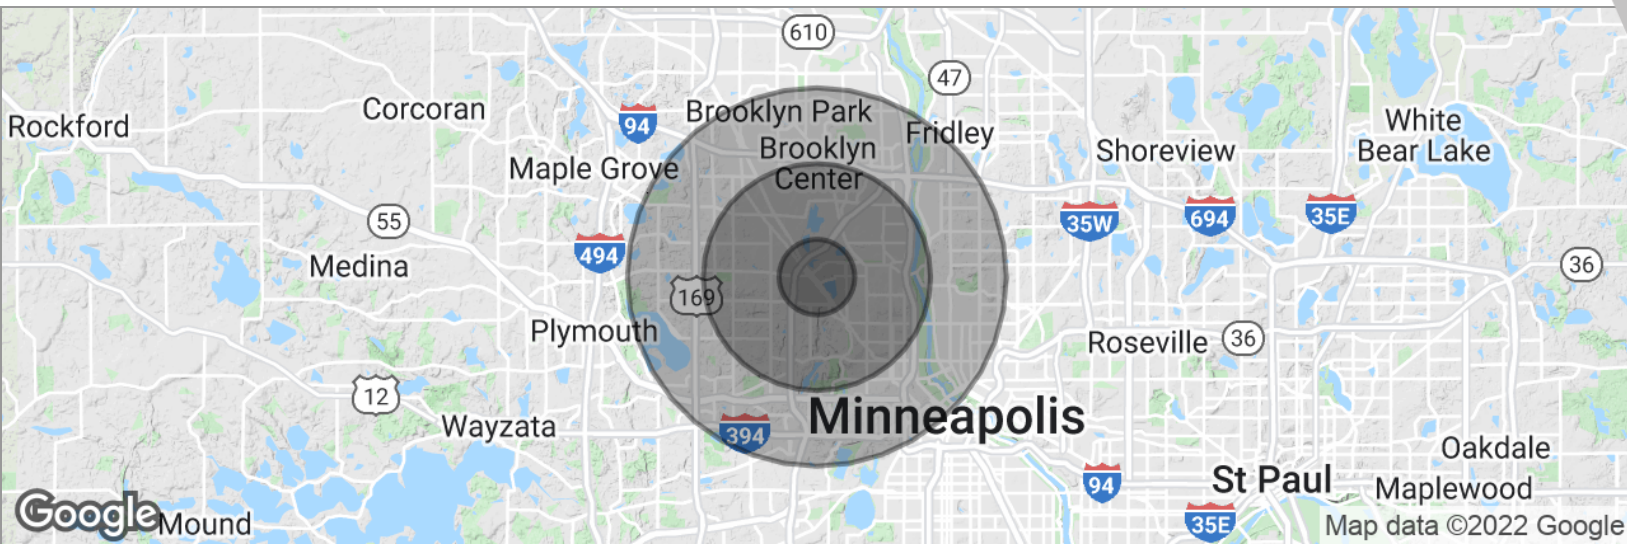 610
47
Corcoran
Brooklyn Park
94
Rockford
Fridley
White
Bear Lake
Brooklyn
Center
Shoreview
Maple Grove
55
35W
694
35E
494
Medina
36
169
Plymouth
Roseville
36
12
Minneapolis
Wayzata
394
Oakdale
94
St Paul
Maplewood
Google
Mound
35E
Map data ©2022 Google